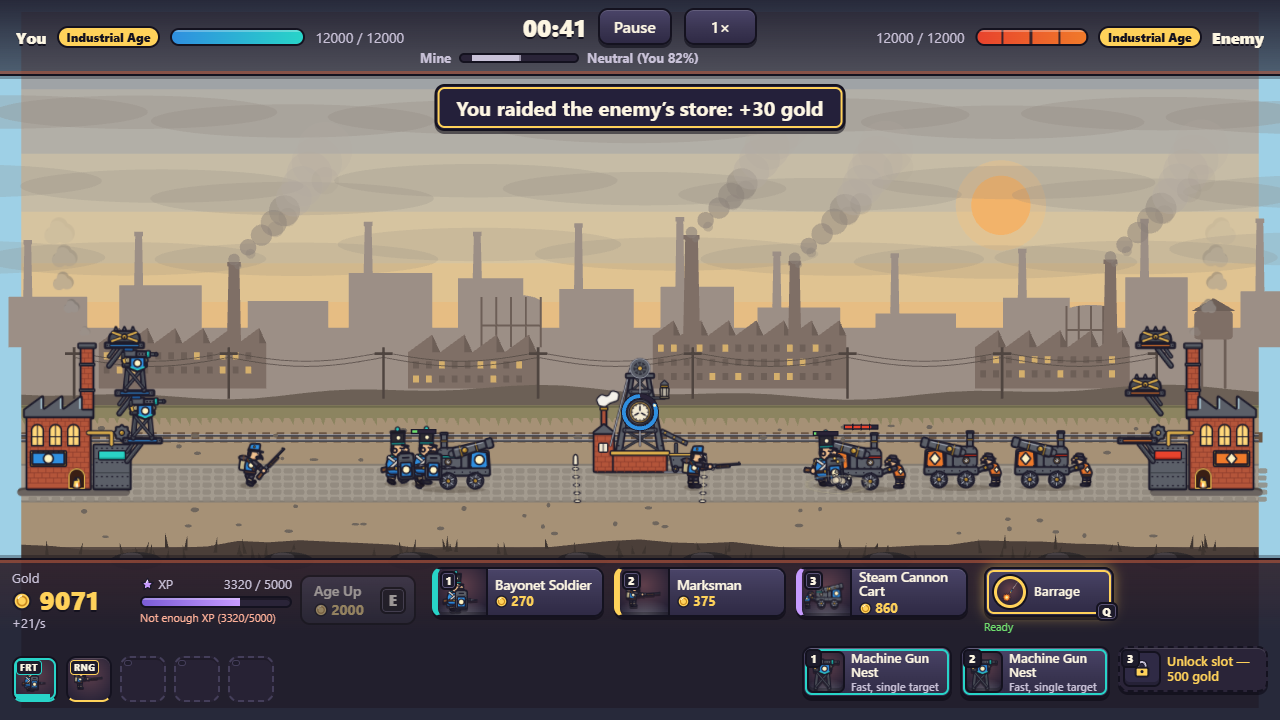 You
Industrial Age
12000 / 12000
00:41
Pause
1×
12000 / 12000
Industrial Age
Enemy
Mine
Neutral (You 82%)
You raided the enemy's store: +30 gold
Gold
9071
+21/s
XP
3320 / 5000
Not enough XP (3320/5000)
Age Up
2000
E
1
Bayonet Soldier
270
2
Marksman
375
3
Steam Cannon
Cart
860
Barrage
Q
Ready
FRT
RNG
1
Machine Gun
Nest
Fast, single target
2
Machine Gun
Nest
Fast, single target
3
Unlock slot —
500 gold